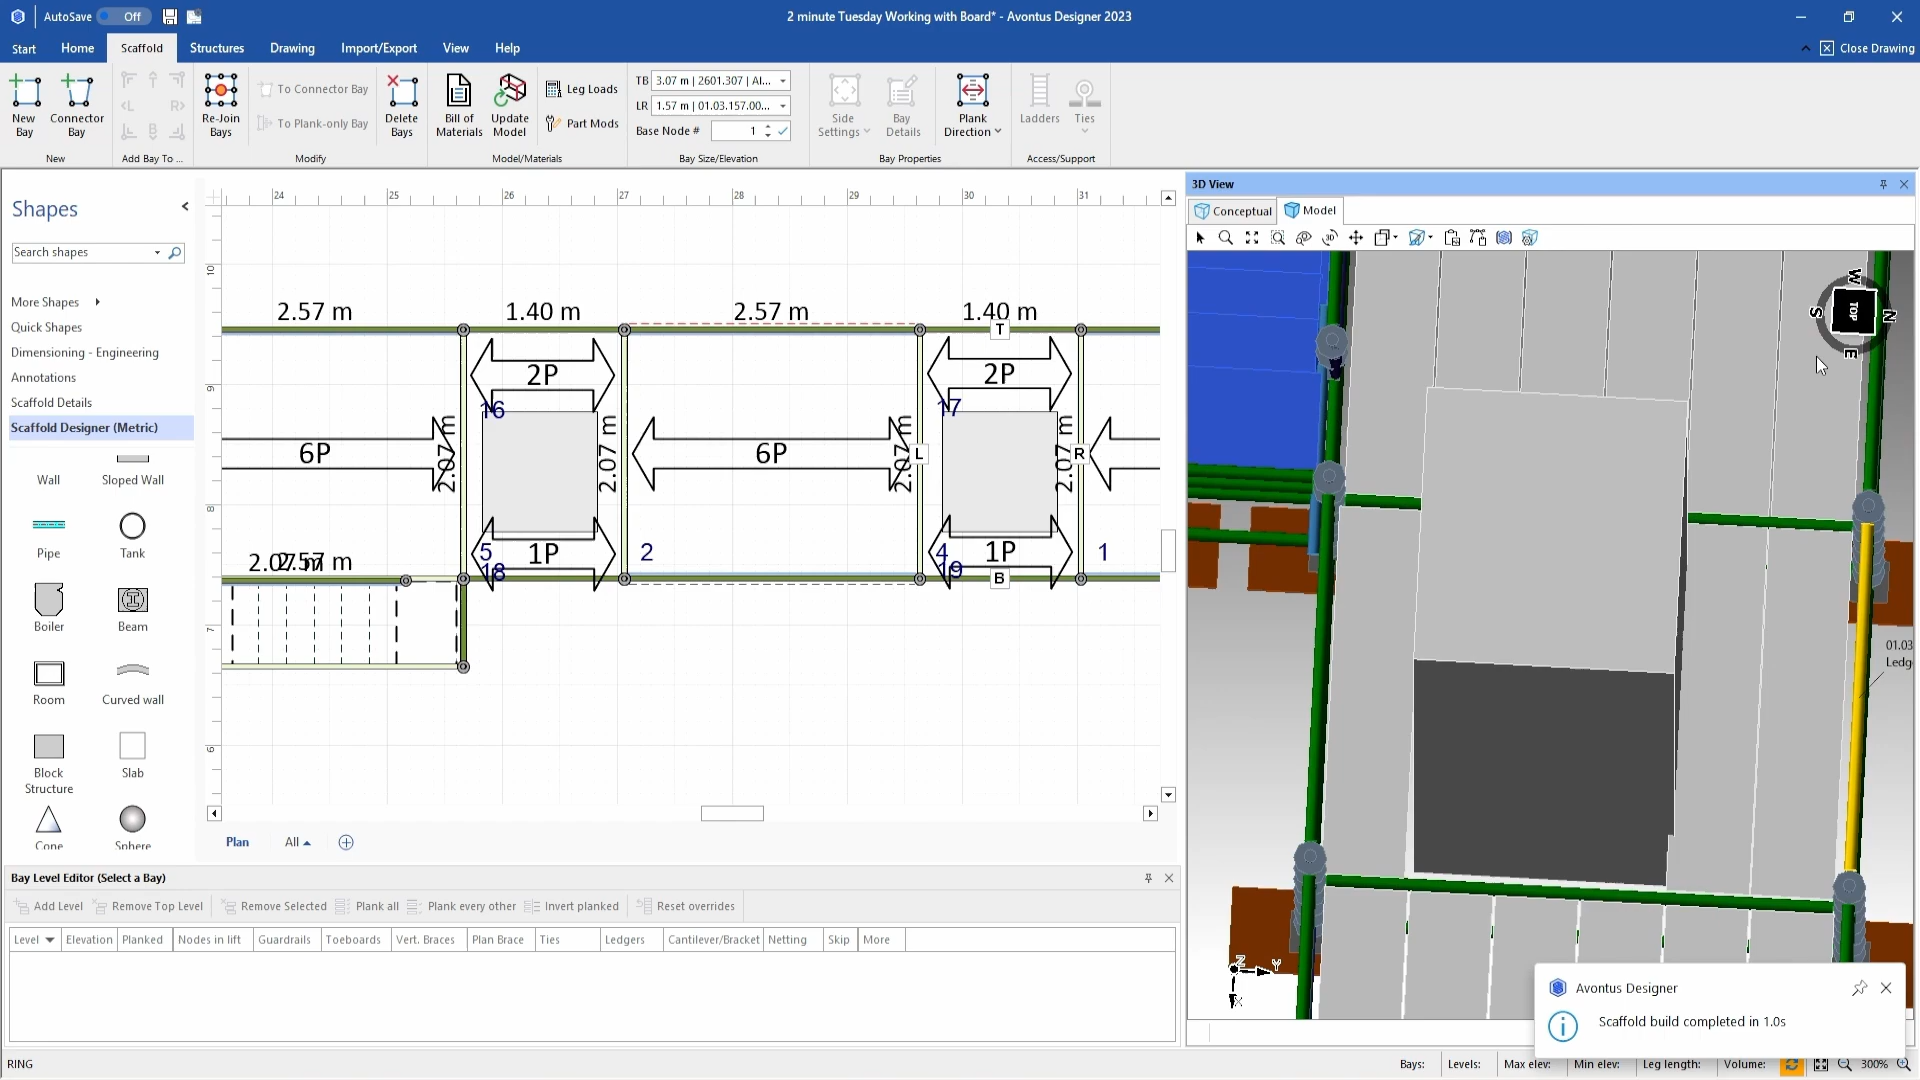 AutoSave Off
2 minute Tuesday Working with Board* - Avontus Designer 2023
Start Home Scaffold Structures Drawing Import/Export View Help
Close Drawing
New Bay
Connector Bay
<L R>
B
Re-Join Bays
To Connector Bay
To Plank-only Bay
Delete Bays
Bill of Materials
Update Model
Leg Loads
Part Mods
TB 3.07 m | 2601.307 | Al...
LR 1.57 m | 01.03.157.00...
Base Node # 1
Side Settings
Bay Details
Plank Direction
Ladders
Ties
New
Add Bay To ...
Modify
Model/Materials
Bay Size/Elevation
Bay Properties
Access/Support
Shapes
Search shapes
More Shapes
Quick Shapes
Dimensioning - Engineering
Annotations
Scaffold Details
Scaffold Designer (Metric)
Wall
Sloped Wall
Pipe
Tank
Boiler
Beam
Room
Curved wall
Block Structure
Slab
Cone
Sphere
24 25 26 27 28 29 30 31
10
9
8
7
6
2.57 m 1.40 m 2.57 m 1.40 m
T
2P 2P
16 17
6P 2.07 m 2.07 m 6P 2.07 m L 2.07 m R
5 1P 2 4 1P 1
2.07 m 2.57 m
18 19
B
Plan All
3D View
Conceptual Model
W
S TOP N
E
01.03
Ledg
Z Y
X
Bay Level Editor (Select a Bay)
Add Level Remove Top Level Remove Selected Plank all Plank every other Invert planked Reset overrides
Level Elevation Planked Nodes in lift Guardrails Toeboards Vert. Braces Plan Brace Ties Ledgers Cantilever/Bracket Netting Skip More
Avontus Designer
Scaffold build completed in 1.0s
RING
Bays: Levels: Max elev: Min elev: Leg length: Volume: 300%